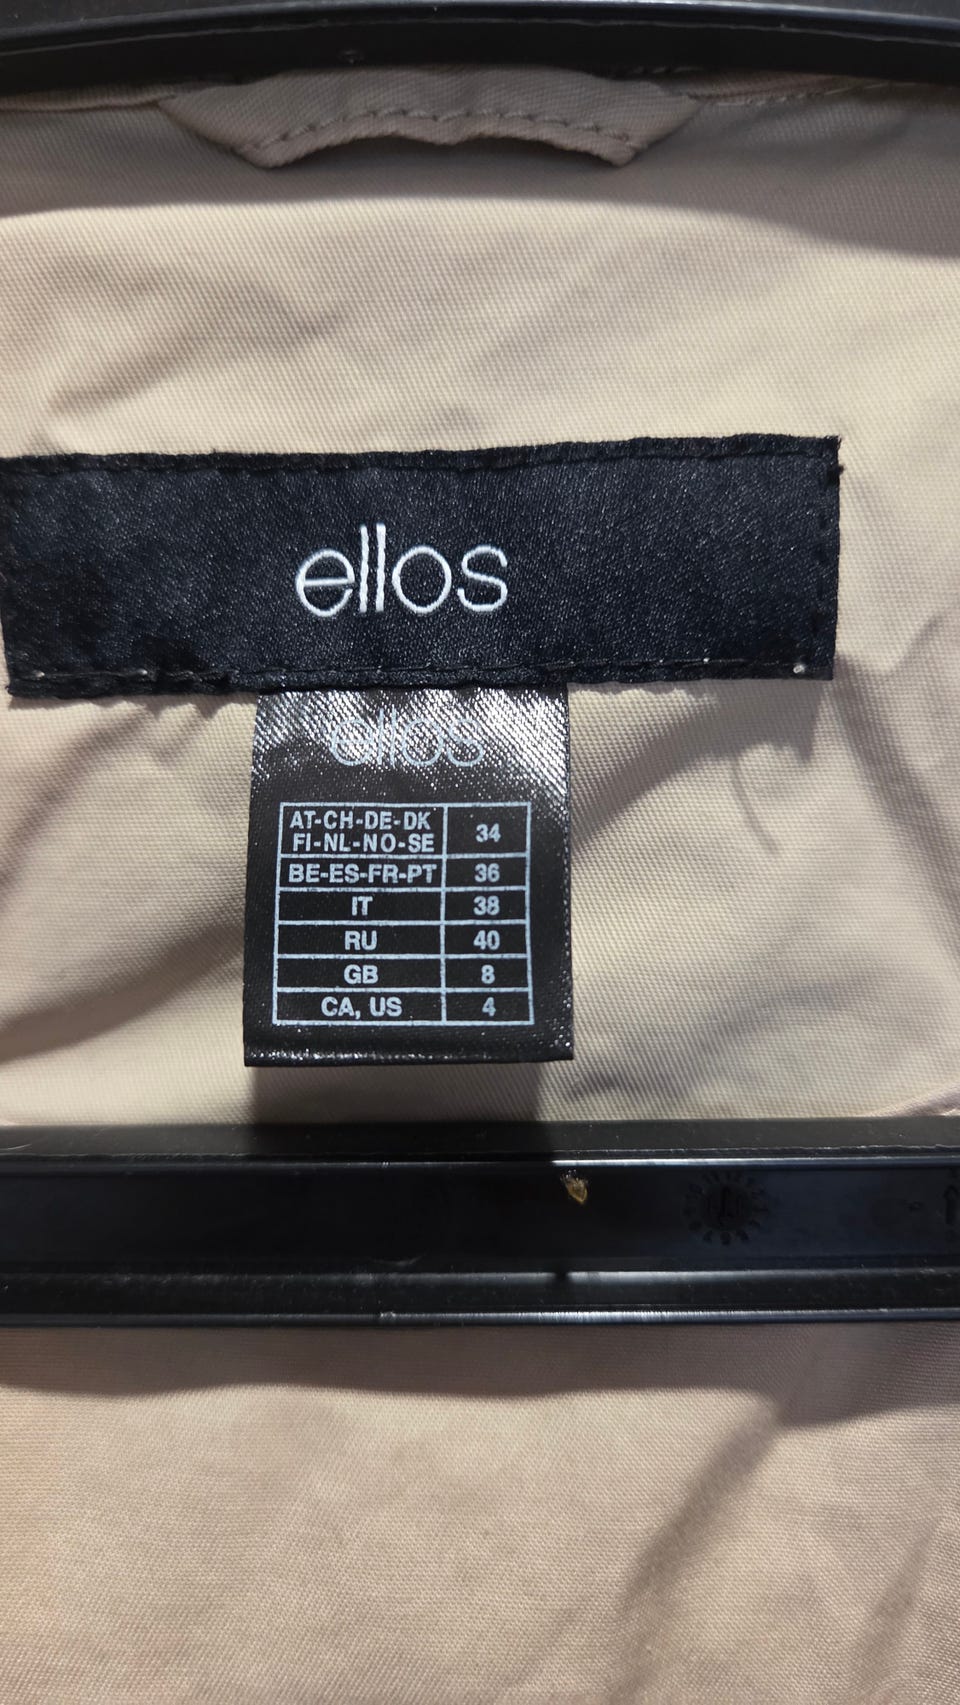 ellos
ellos
AT-CH-DE-DK
FI-NL-NO-SE 34
BE-ES-FR-PT 36
IT 38
RU 40
GB 8
CA, US 4